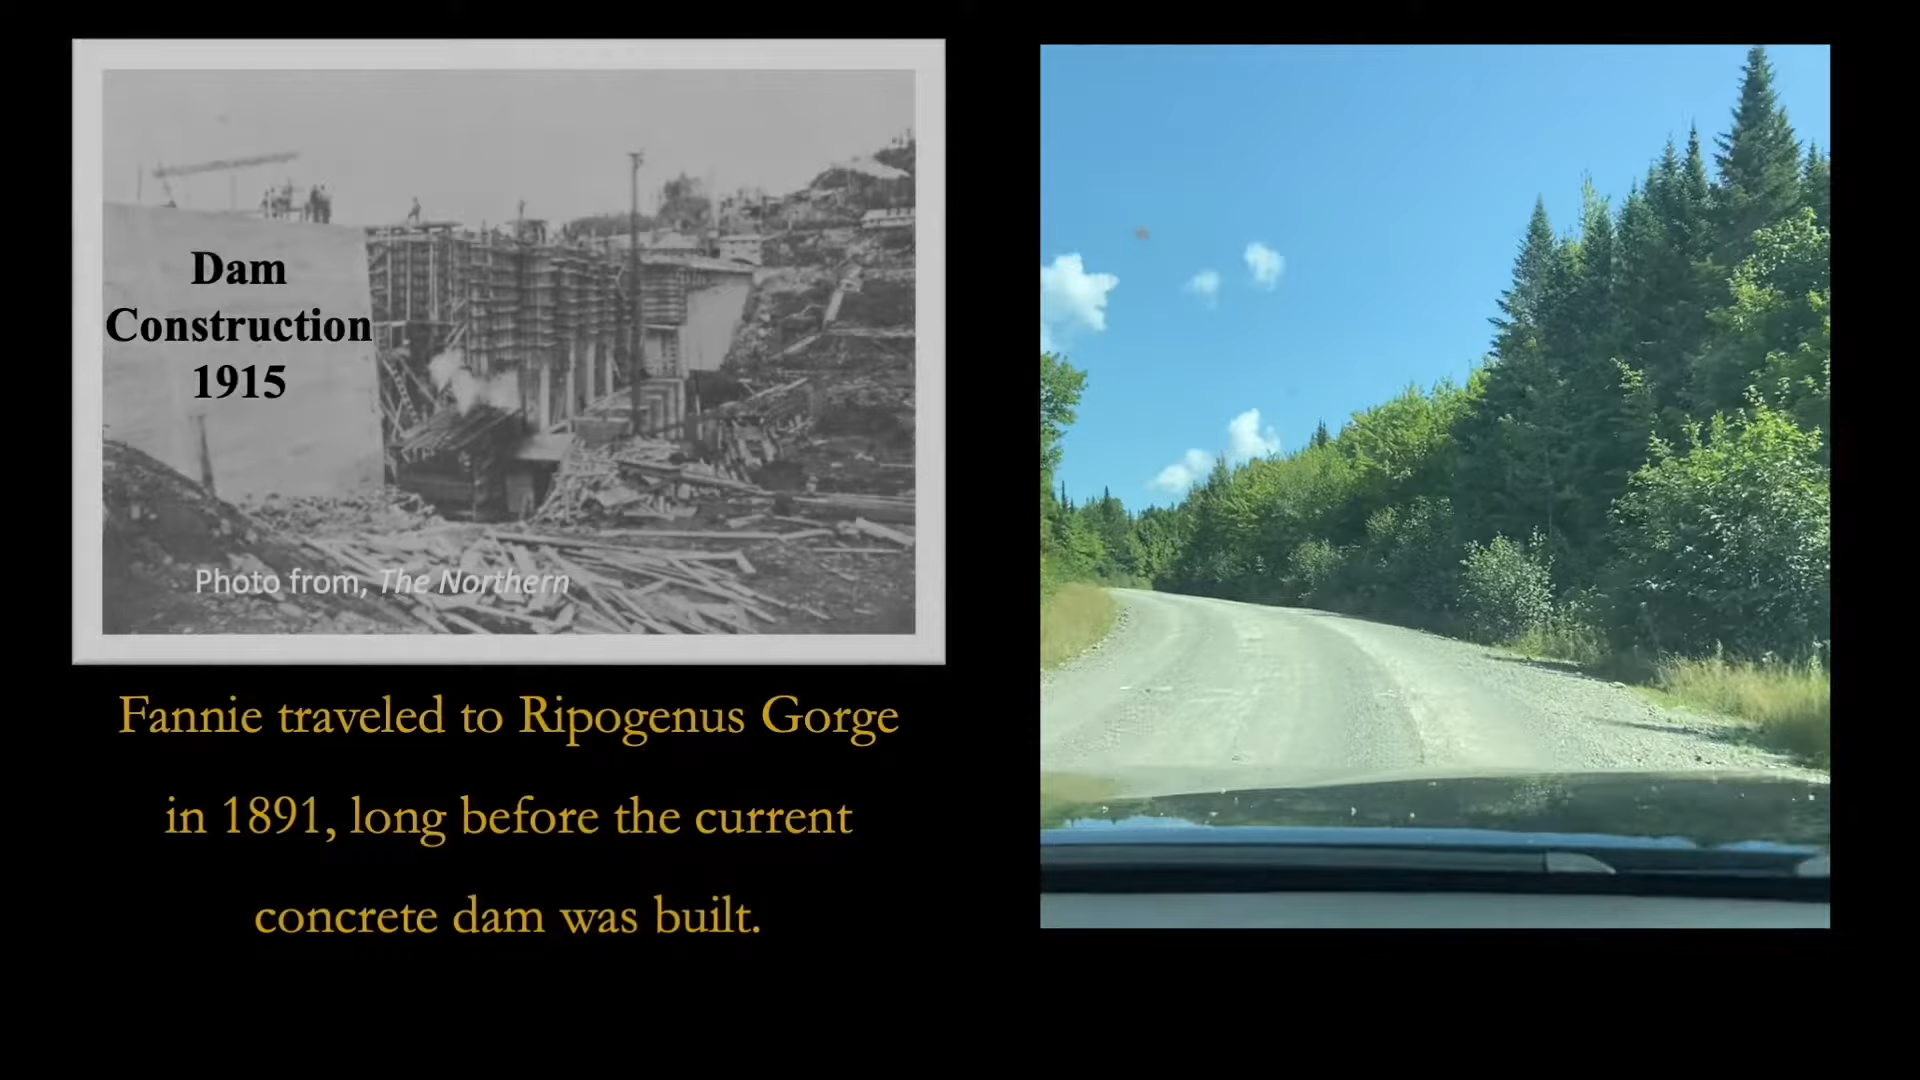 Dam
Construction
1915
Photo from, The Northern
Fannie traveled to Ripogenus Gorge
in 1891, long before the current
concrete dam was built.